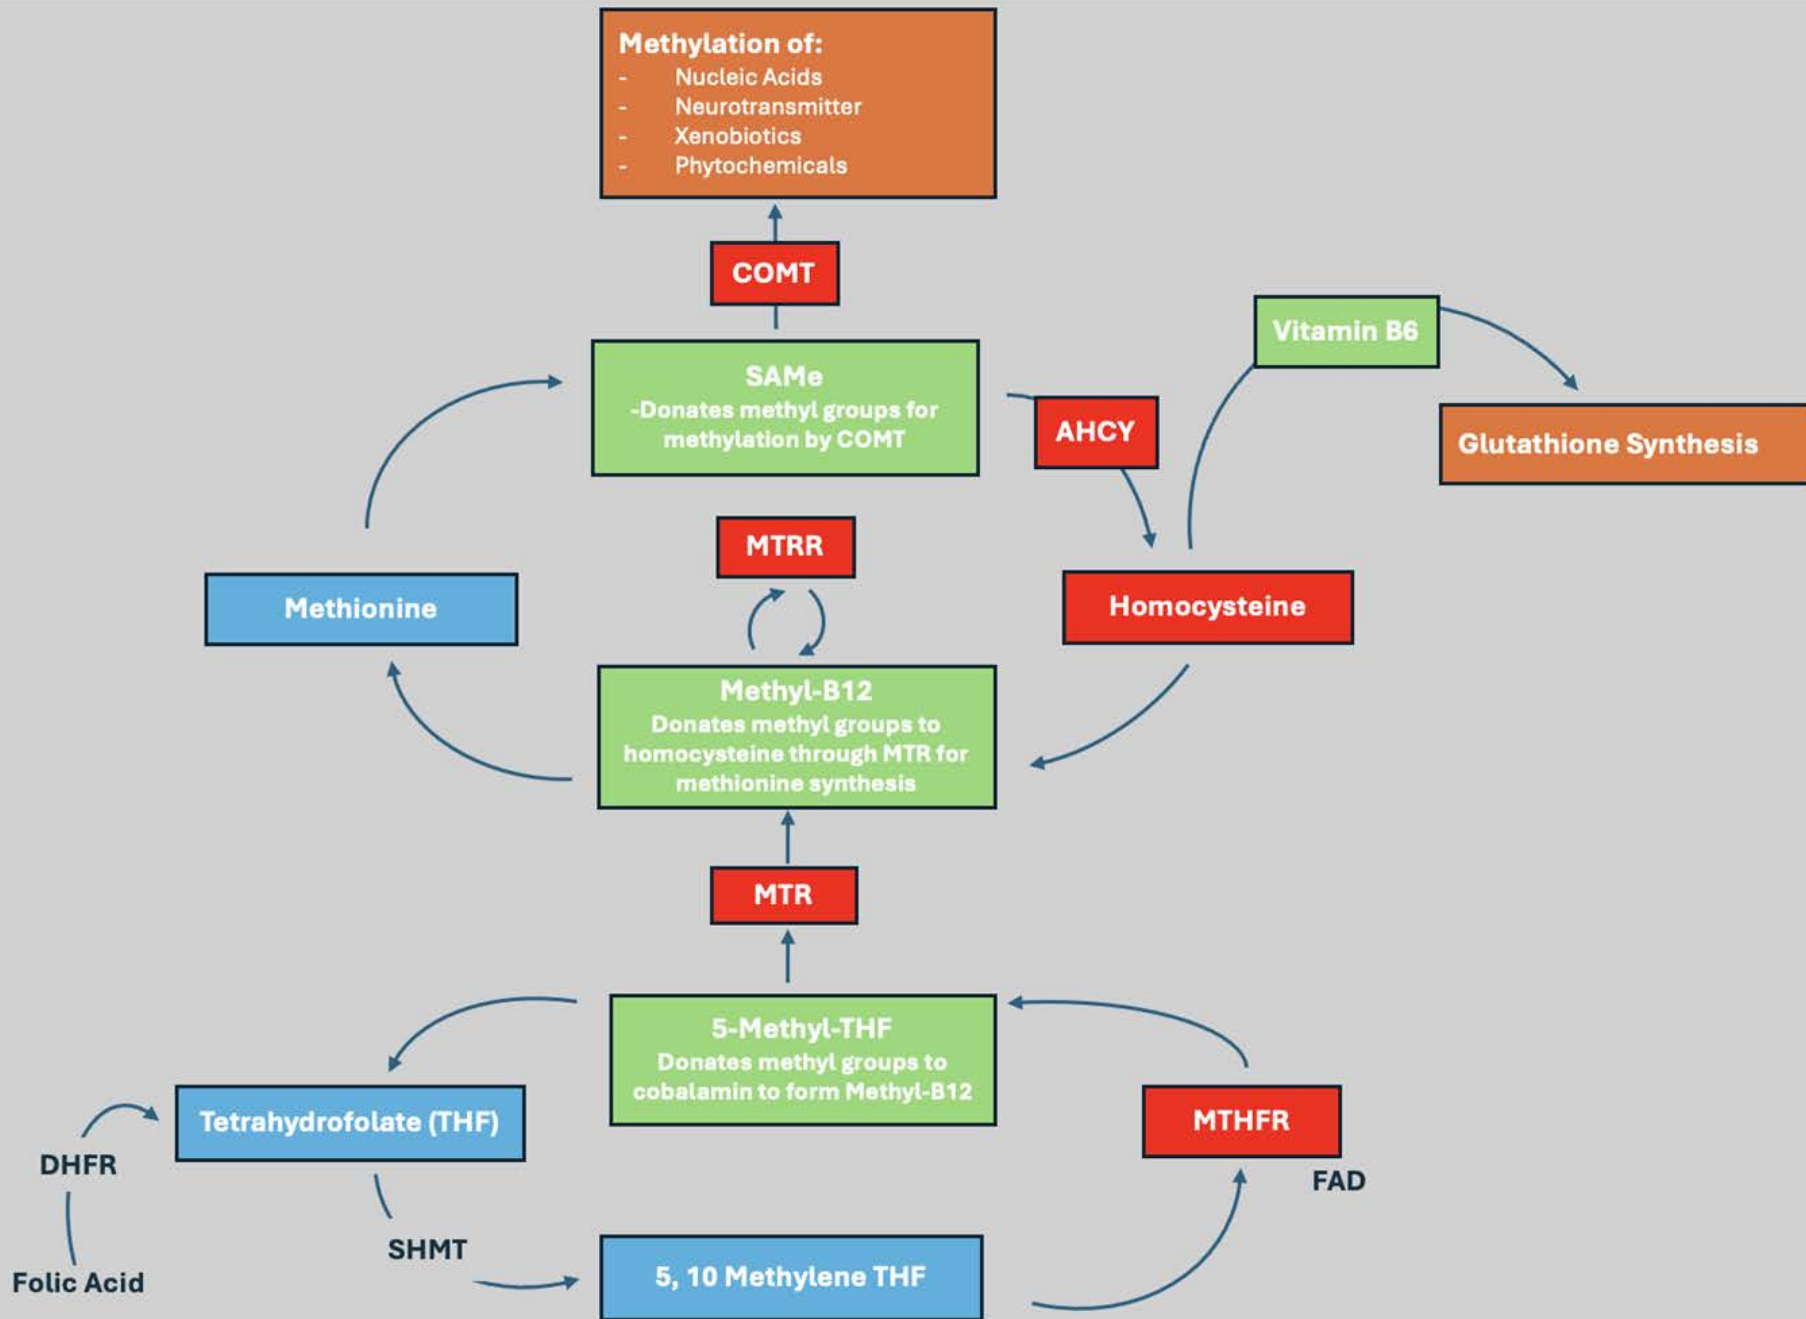 Methylation of:
- Nucleic Acids
- Neurotransmitter
- Xenobiotics
- Phytochemicals
COMT
Vitamin B6
SAMe
-Donates methyl groups for
methylation by COMT
AHCY
Glutathione Synthesis
MTRR
Methionine
Homocysteine
Methyl-B12
Donates methyl groups to
homocysteine through MTR for
methionine synthesis
MTR
5-Methyl-THF
Donates methyl groups to
cobalamin to form Methyl-B12
Tetrahydrofolate (THF)
MTHFR
DHFR
FAD
SHMT
Folic Acid
5, 10 Methylene THF